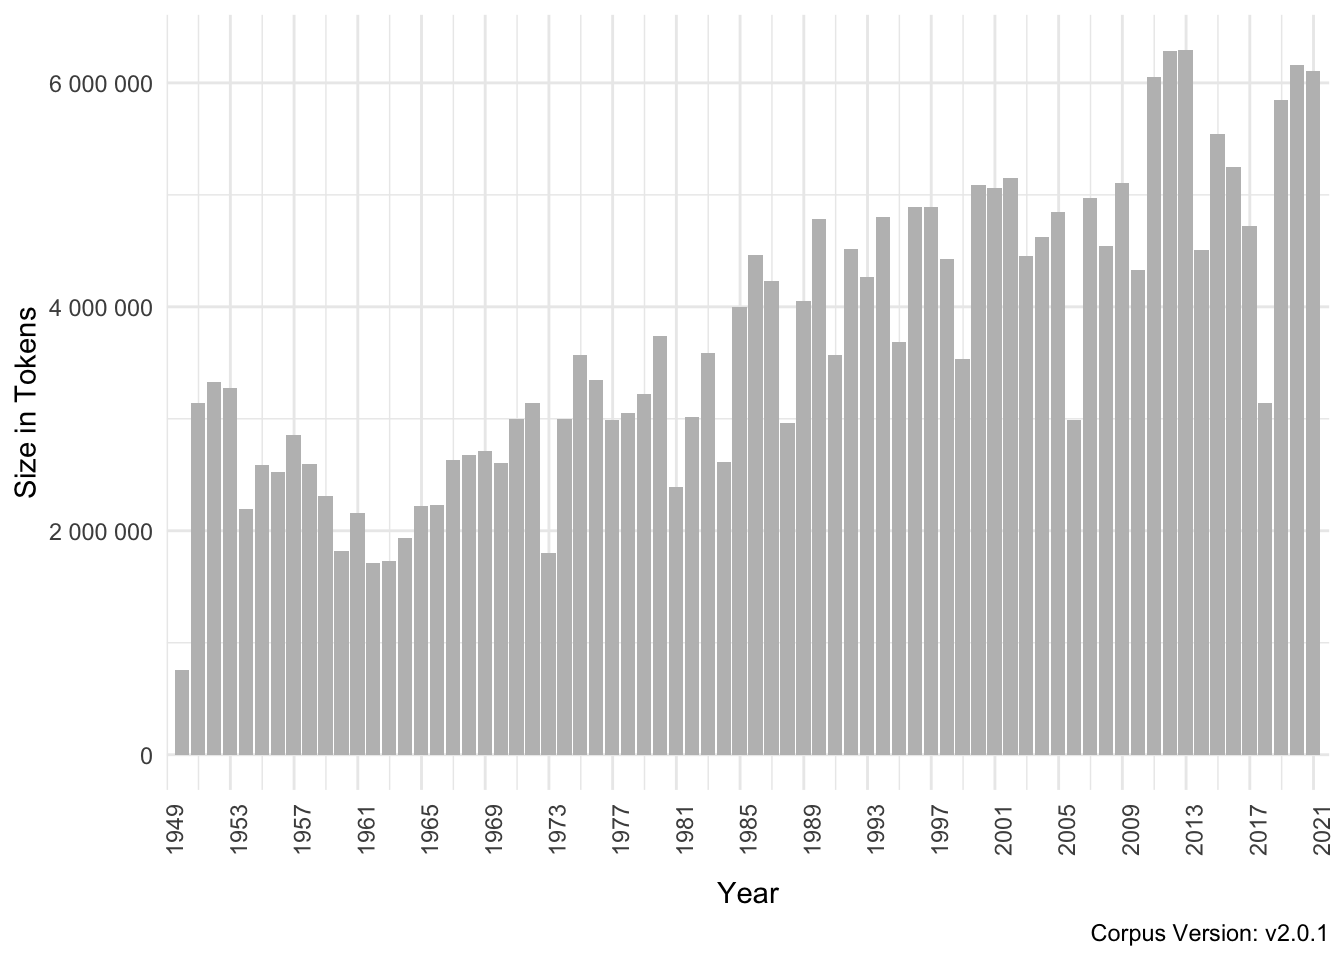 6 000 000
4 000 000
2 000 000
0
Size in Tokens
1949 1953 1957 1961 1965 1969 1973 1977 1981 1985 1989 1993 1997 2001 2005 2009 2013 2017 2021
Year
Corpus Version: v2.0.1